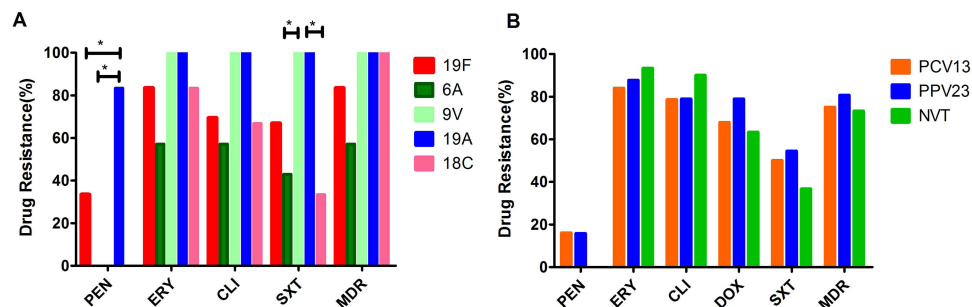 A
Drug Resistance(%)
100
80
60
40
20
0
* * * *
PEN ERY CLI SXT MDR
19F
6A
9V
19A
18C
B
Drug Resistance(%)
100
80
60
40
20
0
PEN ERY CLI DOX SXT MDR
PCV13
PPV23
NVT